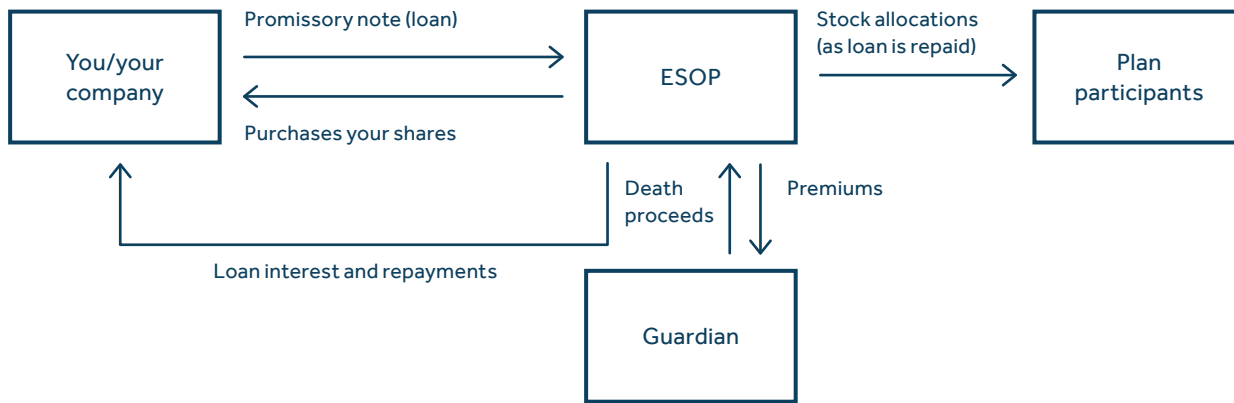 Promissory note (loan)
You/your
company
Purchases your shares
ESOP
Stock allocations
(as loan is repaid)
Plan
participants
Death
proceeds
Premiums
Loan interest and repayments
Guardian